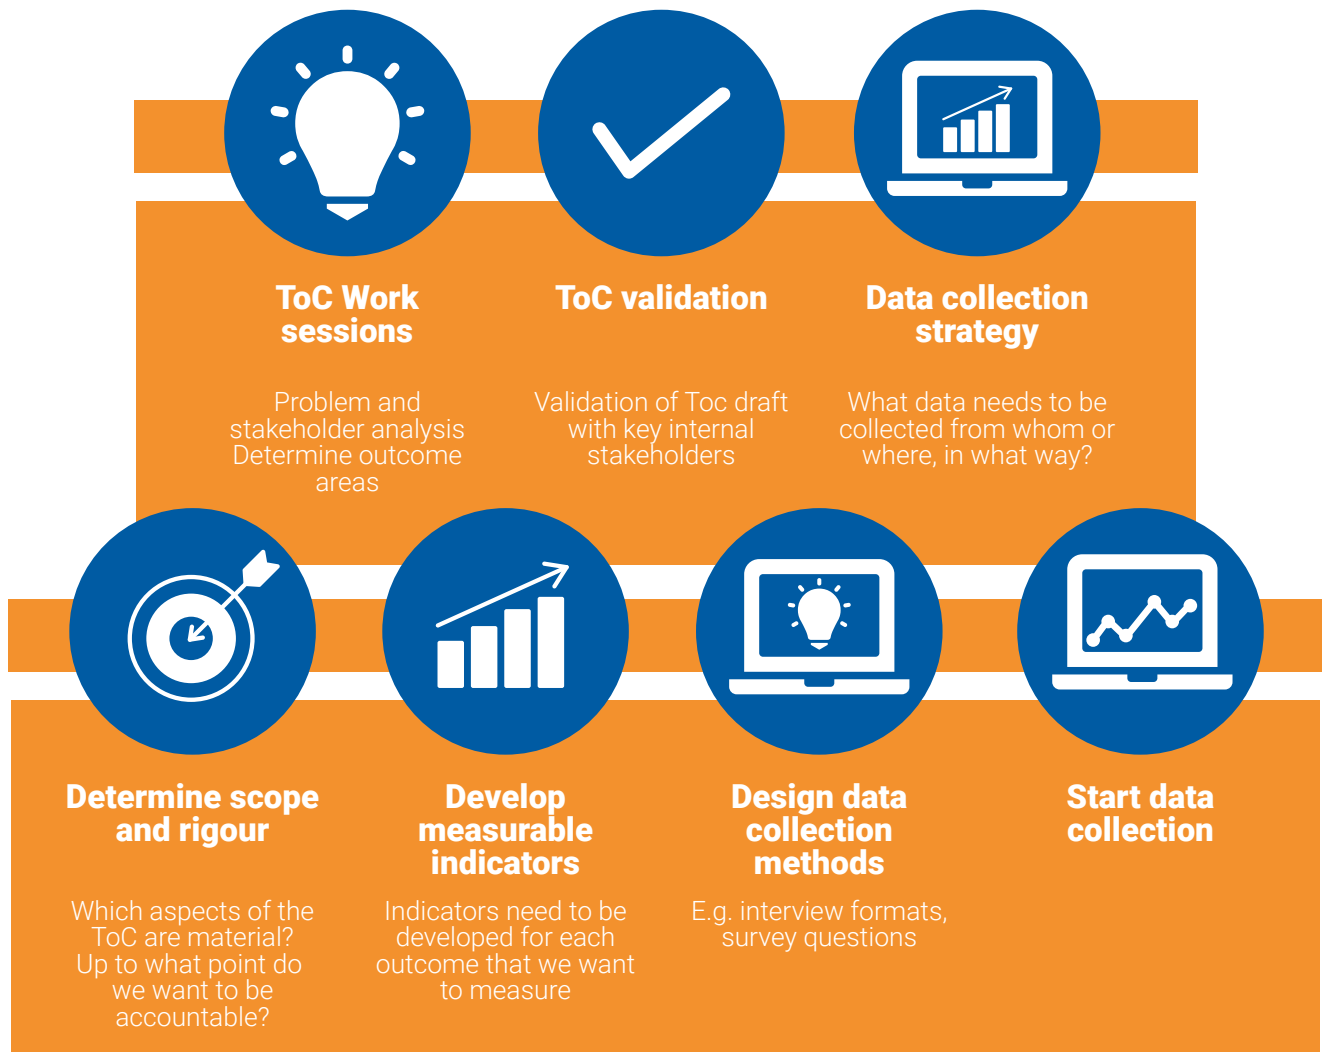 ToC Work
sessions
Problem and
stakeholder analysis
Determine outcome
areas
ToC validation
Validation of Toc draft
with key internal
stakeholders
Data collection
strategy
What data needs to be
collected from whom or
where, in what way?
Determine scope
and rigour
Which aspects of the
ToC are material?
Up to what point do
we want to be
accountable?
Develop
measurable
indicators
Indicators need to be
developed for each
outcome that we want
to measure
Design data
collection
methods
E.g. interview formats,
survey questions
Start data
collection